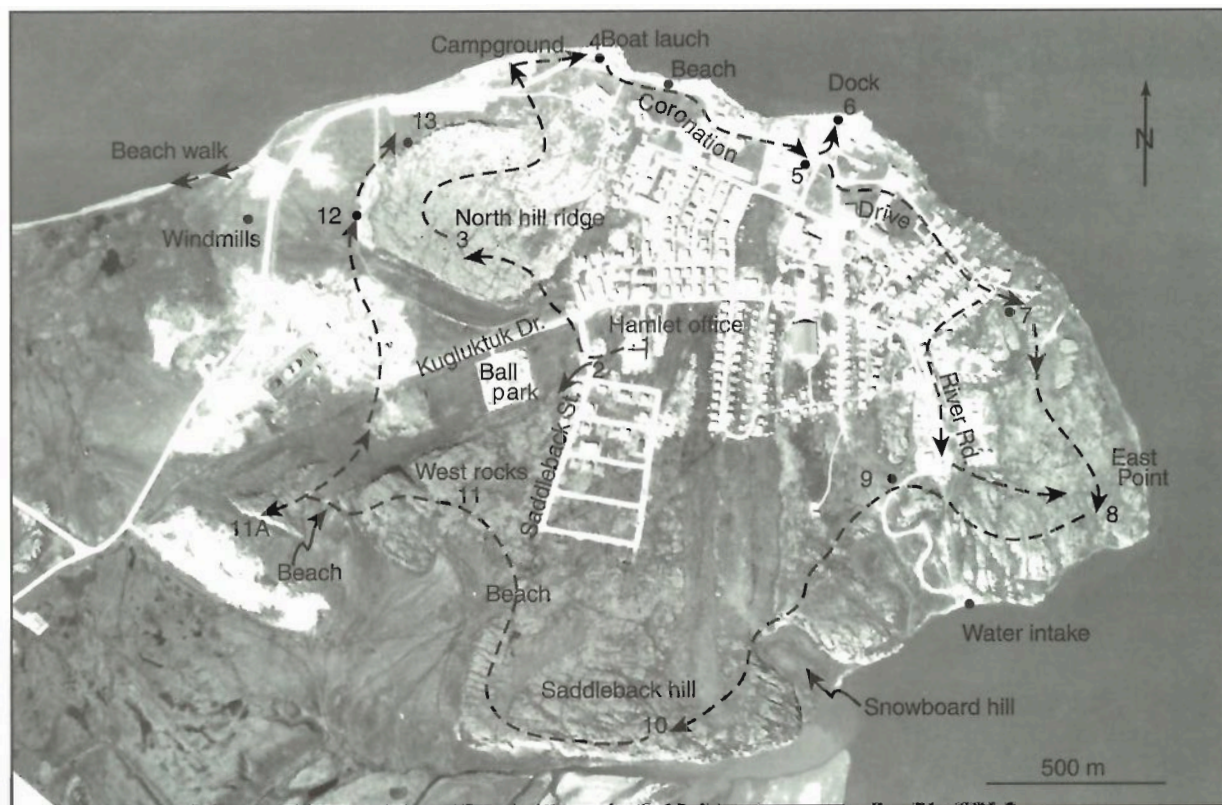 Campground
4 Boat lauch
Beach
Dock
6
N
13
Coronation
5
Beach walk
12
Windmills
North hill ridge
3
Drive
7
Hamlet office
Kugluktuk Dr.
2
Ball
park
Saddleback St.
River Rd.
West rocks
11
9
East
Point
8
11A
Beach
Beach
Water intake
Saddleback hill
10
Snowboard hill
500 m